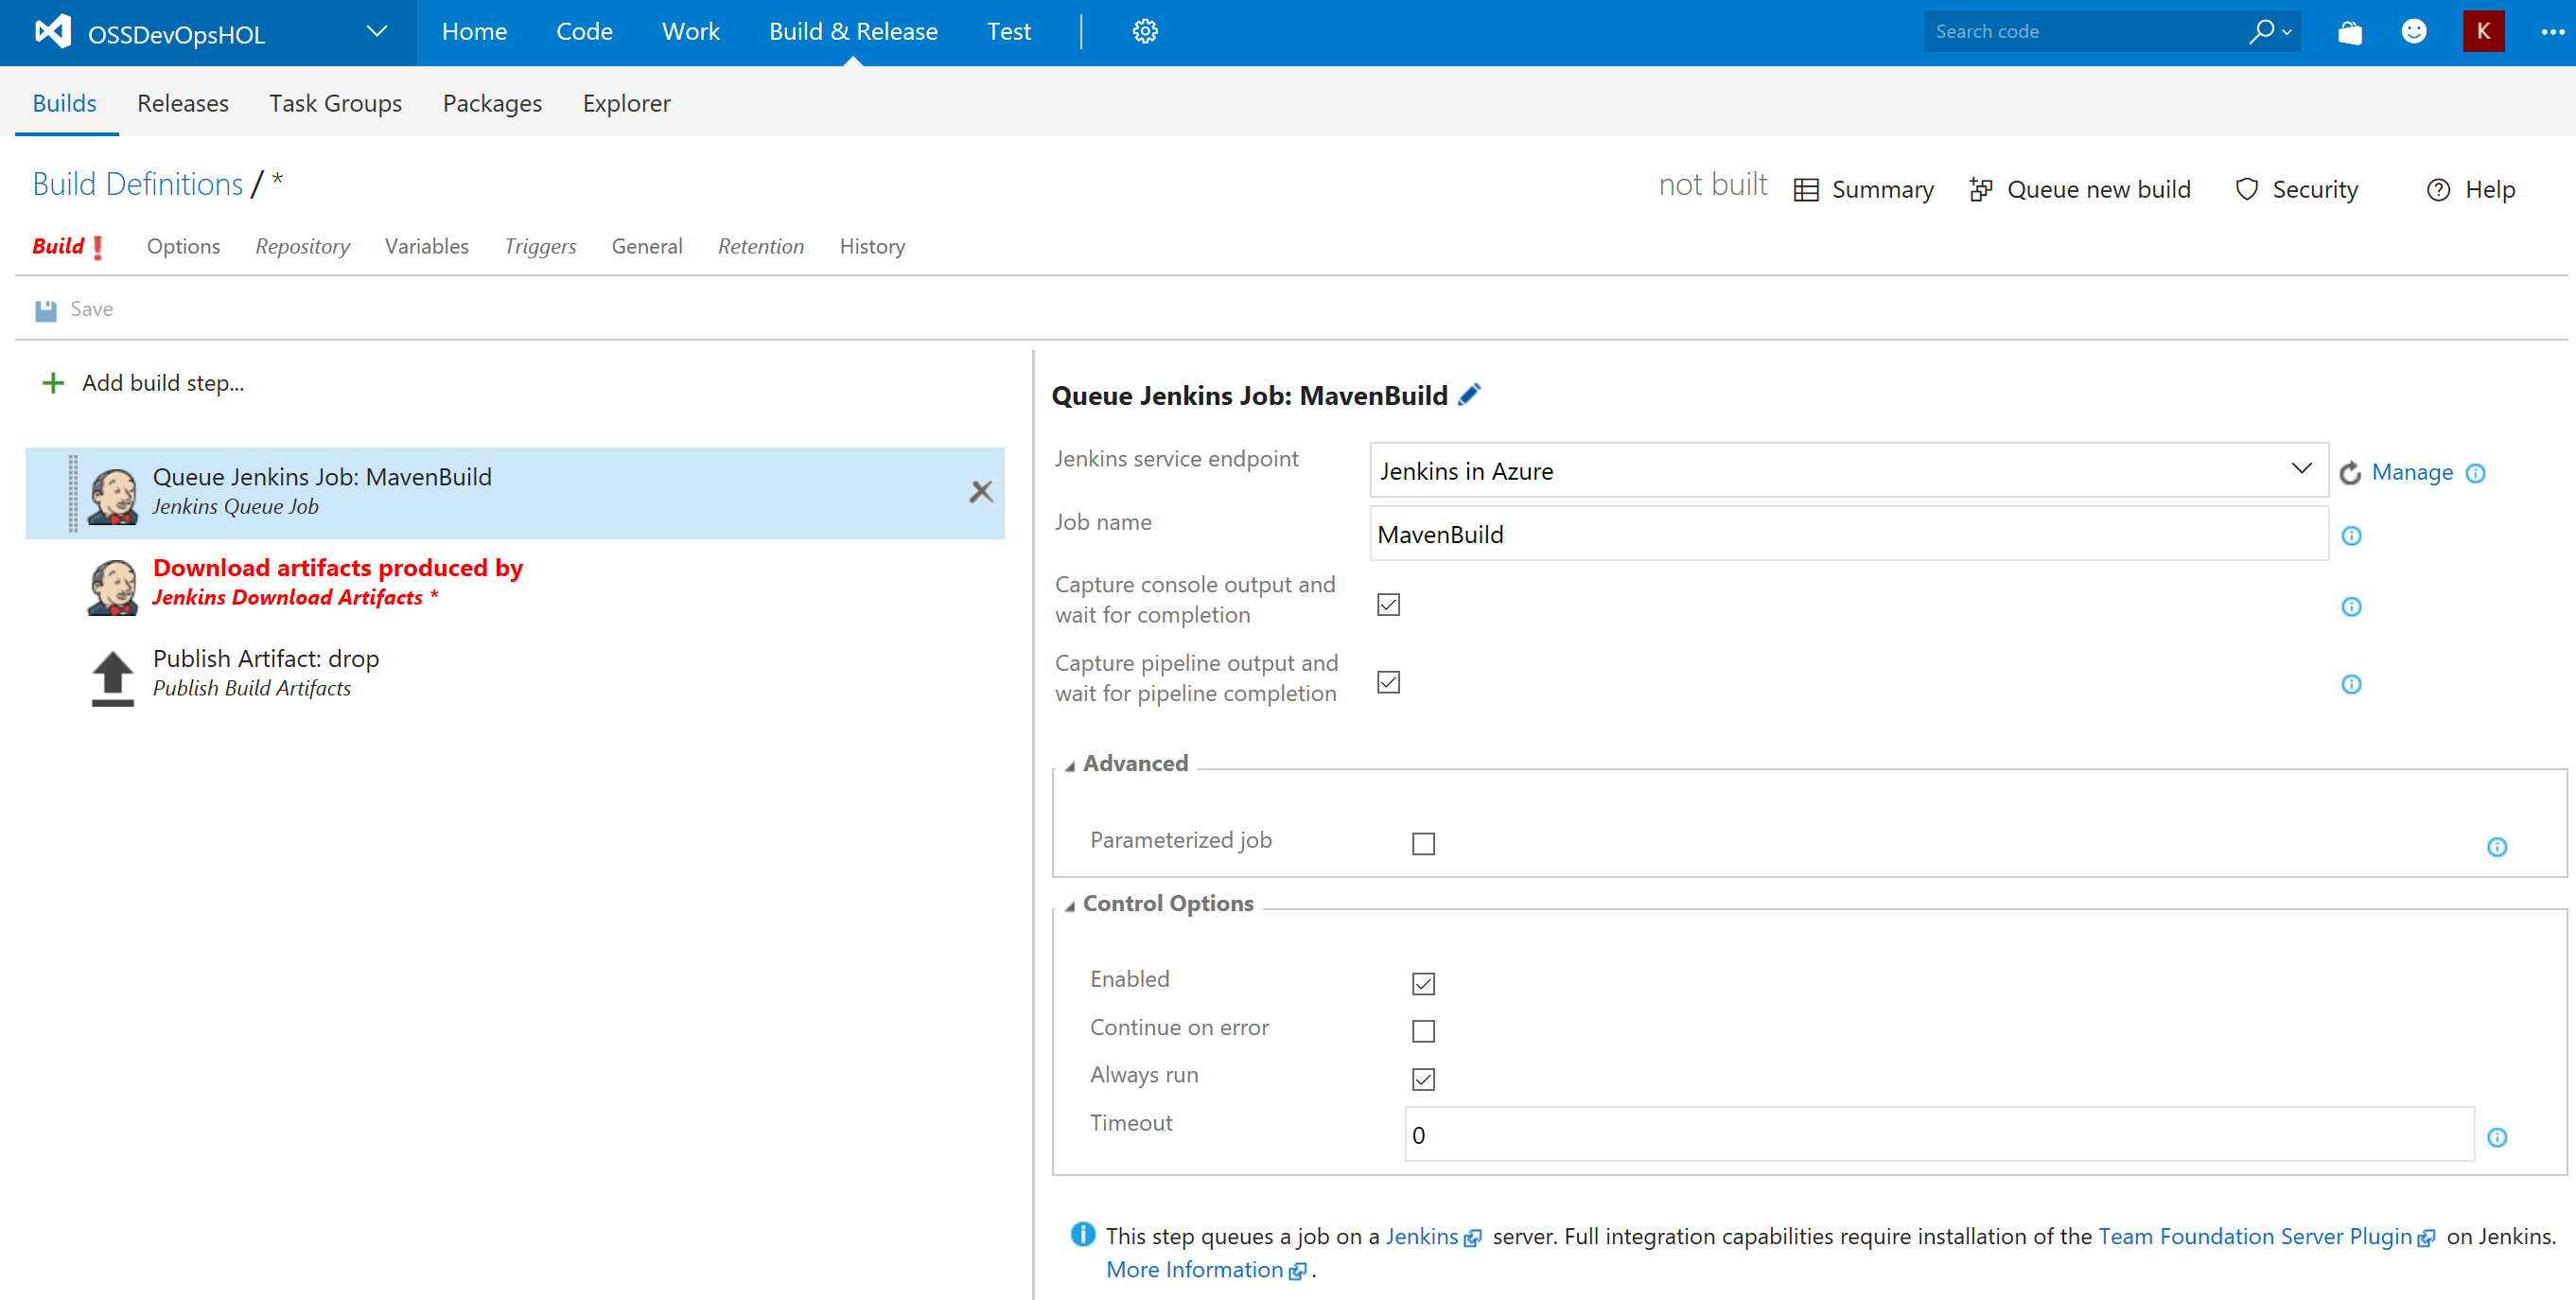 OSSDevOpsHOL Home Code Work Build & Release Test Search code K
Builds Releases Task Groups Packages Explorer
Build Definitions / * not built Summary Queue new build Security Help
Build Options Repository Variables Triggers General Retention History
Save
Add build step...
Queue Jenkins Job: MavenBuild
Jenkins Queue Job
Download artifacts produced by
Jenkins Download Artifacts *
Publish Artifact: drop
Publish Build Artifacts
Queue Jenkins Job: MavenBuild
Jenkins service endpoint Jenkins in Azure Manage
Job name MavenBuild
Capture console output and
wait for completion
Capture pipeline output and
wait for pipeline completion
Advanced
Parameterized job
Control Options
Enabled
Continue on error
Always run
Timeout 0
This step queues a job on a Jenkins server. Full integration capabilities require installation of the Team Foundation Server Plugin on Jenkins.
More Information .